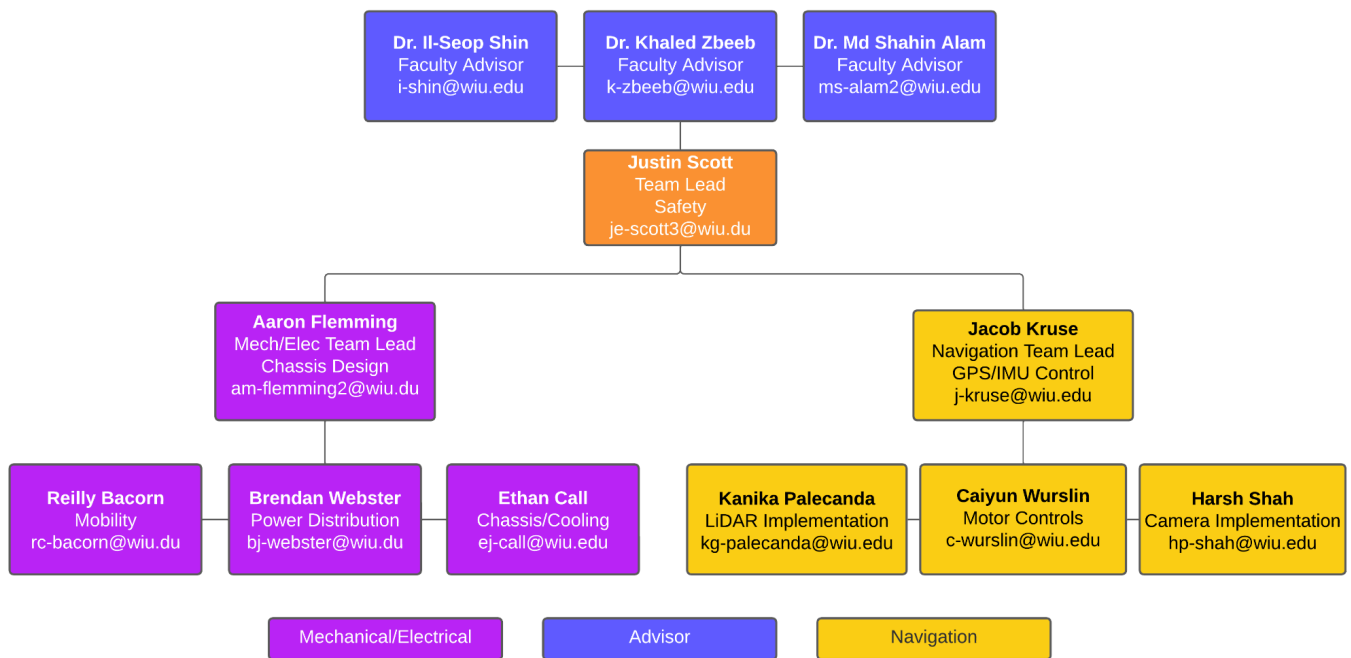 Dr. Il-Seop Shin
Faculty Advisor
i-shin@wiu.edu
Dr. Khaled Zbeeb
Faculty Advisor
k-zbeeb@wiu.edu
Dr. Md Shahin Alam
Faculty Advisor
ms-alam2@wiu.edu
Justin Scott
Team Lead
Safety
je-scott3@wiu.du
Aaron Flemming
Mech/Elec Team Lead
Chassis Design
am-flemming2@wiu.du
Jacob Kruse
Navigation Team Lead
GPS/IMU Control
j-kruse@wiu.edu
Reilly Bacorn
Mobility
rc-bacorn@wiu.du
Brendan Webster
Power Distribution
bj-webster@wiu.du
Ethan Call
Chassis/Cooling
ej-call@wiu.edu
Kanika Palecanda
LiDAR Implementation
kg-palecanda@wiu.edu
Caiyun Wurslin
Motor Controls
c-wurslin@wiu.edu
Harsh Shah
Camera Implementation
hp-shah@wiu.edu
Mechanical/Electrical
Advisor
Navigation